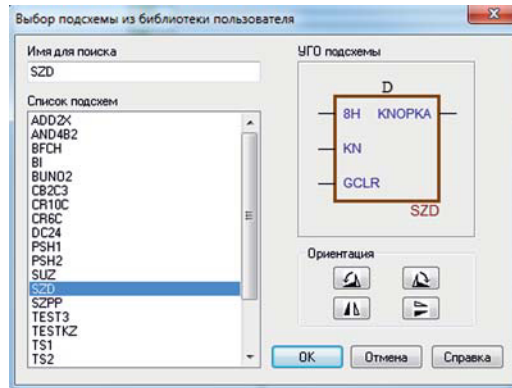 Выбор подсхемы из библиотеки пользователя
Имя для поиска
SZD
Список подсхем
ADD2X
AND4B2
BFCH
BI
BUNO2
CB2C3
CR10C
CR6C
DC24
PSH1
PSH2
SUZ
SZD
SZPP
TEST3
TESTKZ
TS1
TS2
УГО подсхемы
D
8H KNOPKA
KN
GCLR
SZD
Ориентация
OK Отмена Справка